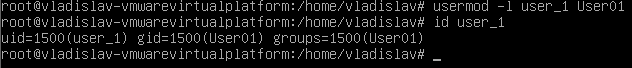 root@vladislav-vmwarevirtualplatform:/home/vladislav# usermod -l user_1 User01
root@vladislav-vmwarevirtualplatform:/home/vladislav# id user_1
uid=1500(user_1) gid=1500(User01) groups=1500(User01)
root@vladislav-vmwarevirtualplatform:/home/vladislav# _